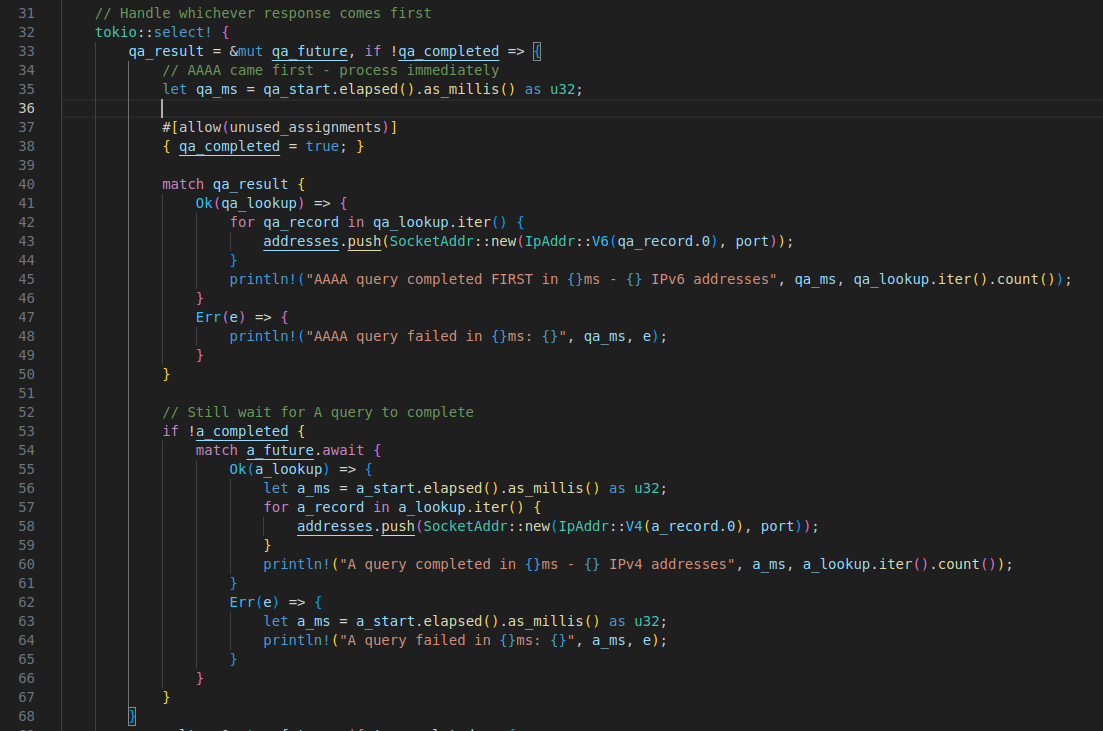 31 // Handle whichever response comes first
32 tokio::select! {
33 qa_result = &mut qa_future, if !qa_completed => {
34 // AAAA came first - process immediately
35 let qa_ms = qa_start.elapsed().as_millis() as u32;
36
37 #[allow(unused_assignments)]
38 { qa_completed = true; }
39
40 match qa_result {
41 Ok(qa_lookup) => {
42 for qa_record in qa_lookup.iter() {
43 addresses.push(SocketAddr::new(IpAddr::V6(qa_record.0), port));
44 }
45 println!("AAAA query completed FIRST in {}ms - {} IPv6 addresses", qa_ms, qa_lookup.iter().count());
46 }
47 Err(e) => {
48 println!("AAAA query failed in {}ms: {}", qa_ms, e);
49 }
50 }
51
52 // Still wait for A query to complete
53 if !a_completed {
54 match a_future.await {
55 Ok(a_lookup) => {
56 let a_ms = a_start.elapsed().as_millis() as u32;
57 for a_record in a_lookup.iter() {
58 addresses.push(SocketAddr::new(IpAddr::V4(a_record.0), port));
59 }
60 println!("A query completed in {}ms - {} IPv4 addresses", a_ms, a_lookup.iter().count());
61 }
62 Err(e) => {
63 let a_ms = a_start.elapsed().as_millis() as u32;
64 println!("A query failed in {}ms: {}", a_ms, e);
65 }
66 }
67 }
68 }